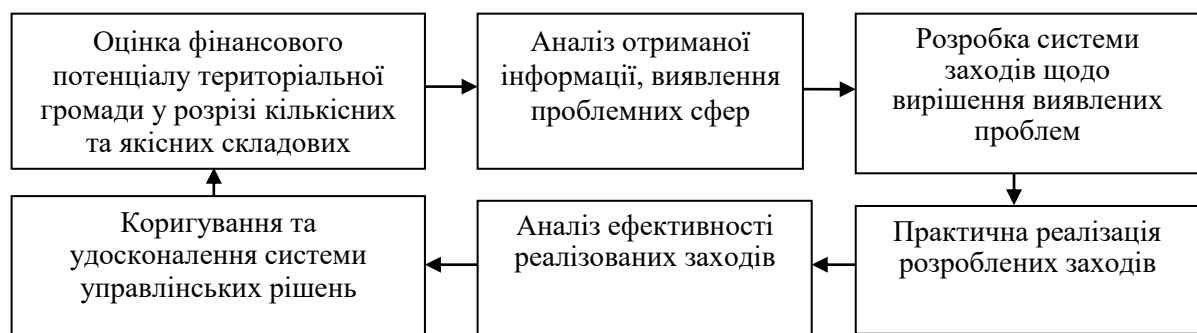 Оцінка фінансового
потенціалу територіальної
громади у розрізі кількісних
та якісних складових
Аналіз отриманої
інформації, виявлення
проблемних сфер
Розробка системи
заходів щодо
вирішення виявлених
проблем
Практична реалізація
розроблених заходів
Аналіз ефективності
реалізованих заходів
Коригування та
удосконалення системи
управлінських рішень